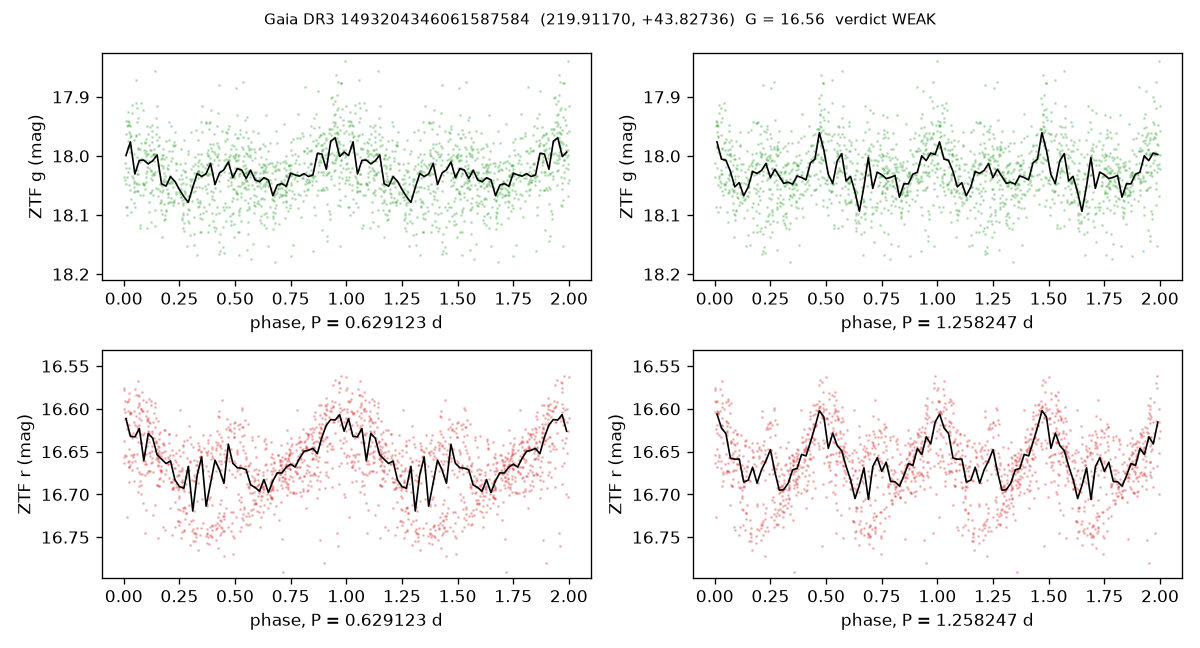 Gaia DR3 1493204346061587584 (219.91170, +43.82736) G = 16.56 verdict WEAK
ZTF g (mag)
17.9
18.0
18.1
18.2
0.00 0.25 0.50 0.75 1.00 1.25 1.50 1.75 2.00
phase, P = 0.629123 d
ZTF g (mag)
17.9
18.0
18.1
18.2
0.00 0.25 0.50 0.75 1.00 1.25 1.50 1.75 2.00
phase, P = 1.258247 d
ZTF r (mag)
16.55
16.60
16.65
16.70
16.75
0.00 0.25 0.50 0.75 1.00 1.25 1.50 1.75 2.00
phase, P = 0.629123 d
ZTF r (mag)
16.55
16.60
16.65
16.70
16.75
0.00 0.25 0.50 0.75 1.00 1.25 1.50 1.75 2.00
phase, P = 1.258247 d